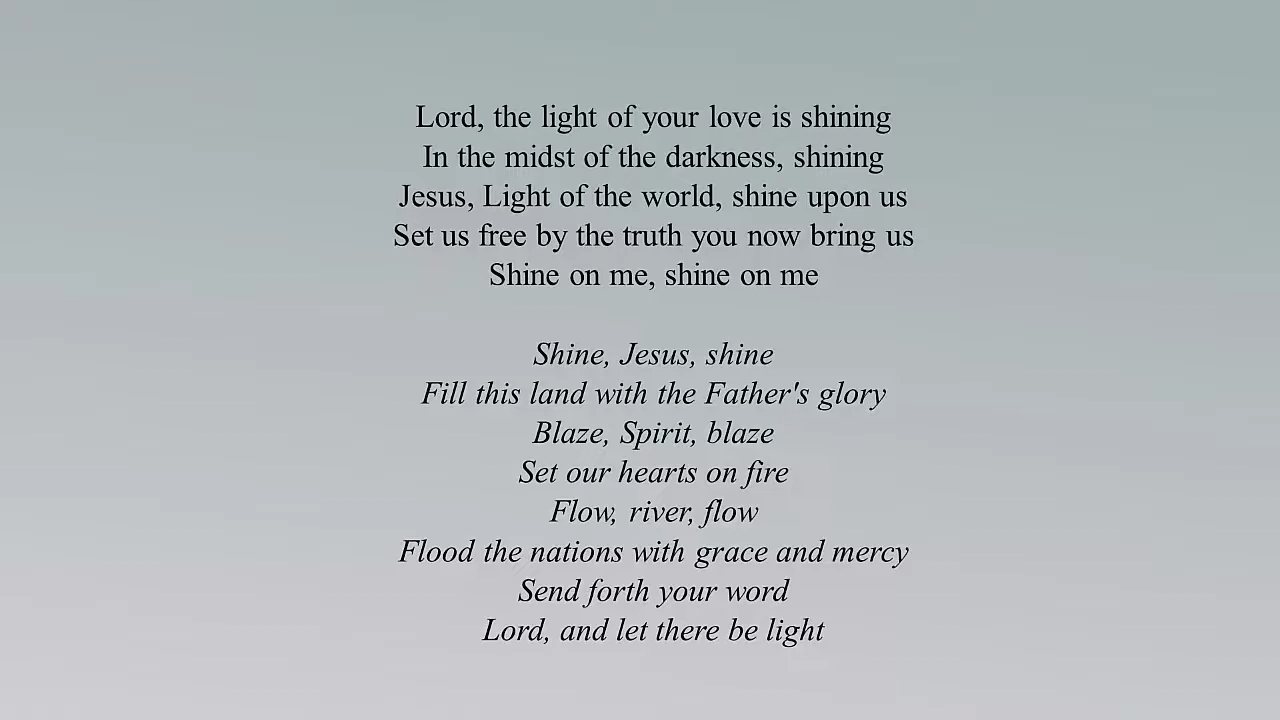 Lord, the light of your love is shining
In the midst of the darkness, shining
Jesus, Light of the world, shine upon us
Set us free by the truth you now bring us
Shine on me, shine on me
Shine, Jesus, shine
Fill this land with the Father's glory
Blaze, Spirit, blaze
Set our hearts on fire
Flow, river, flow
Flood the nations with grace and mercy
Send forth your word
Lord, and let there be light